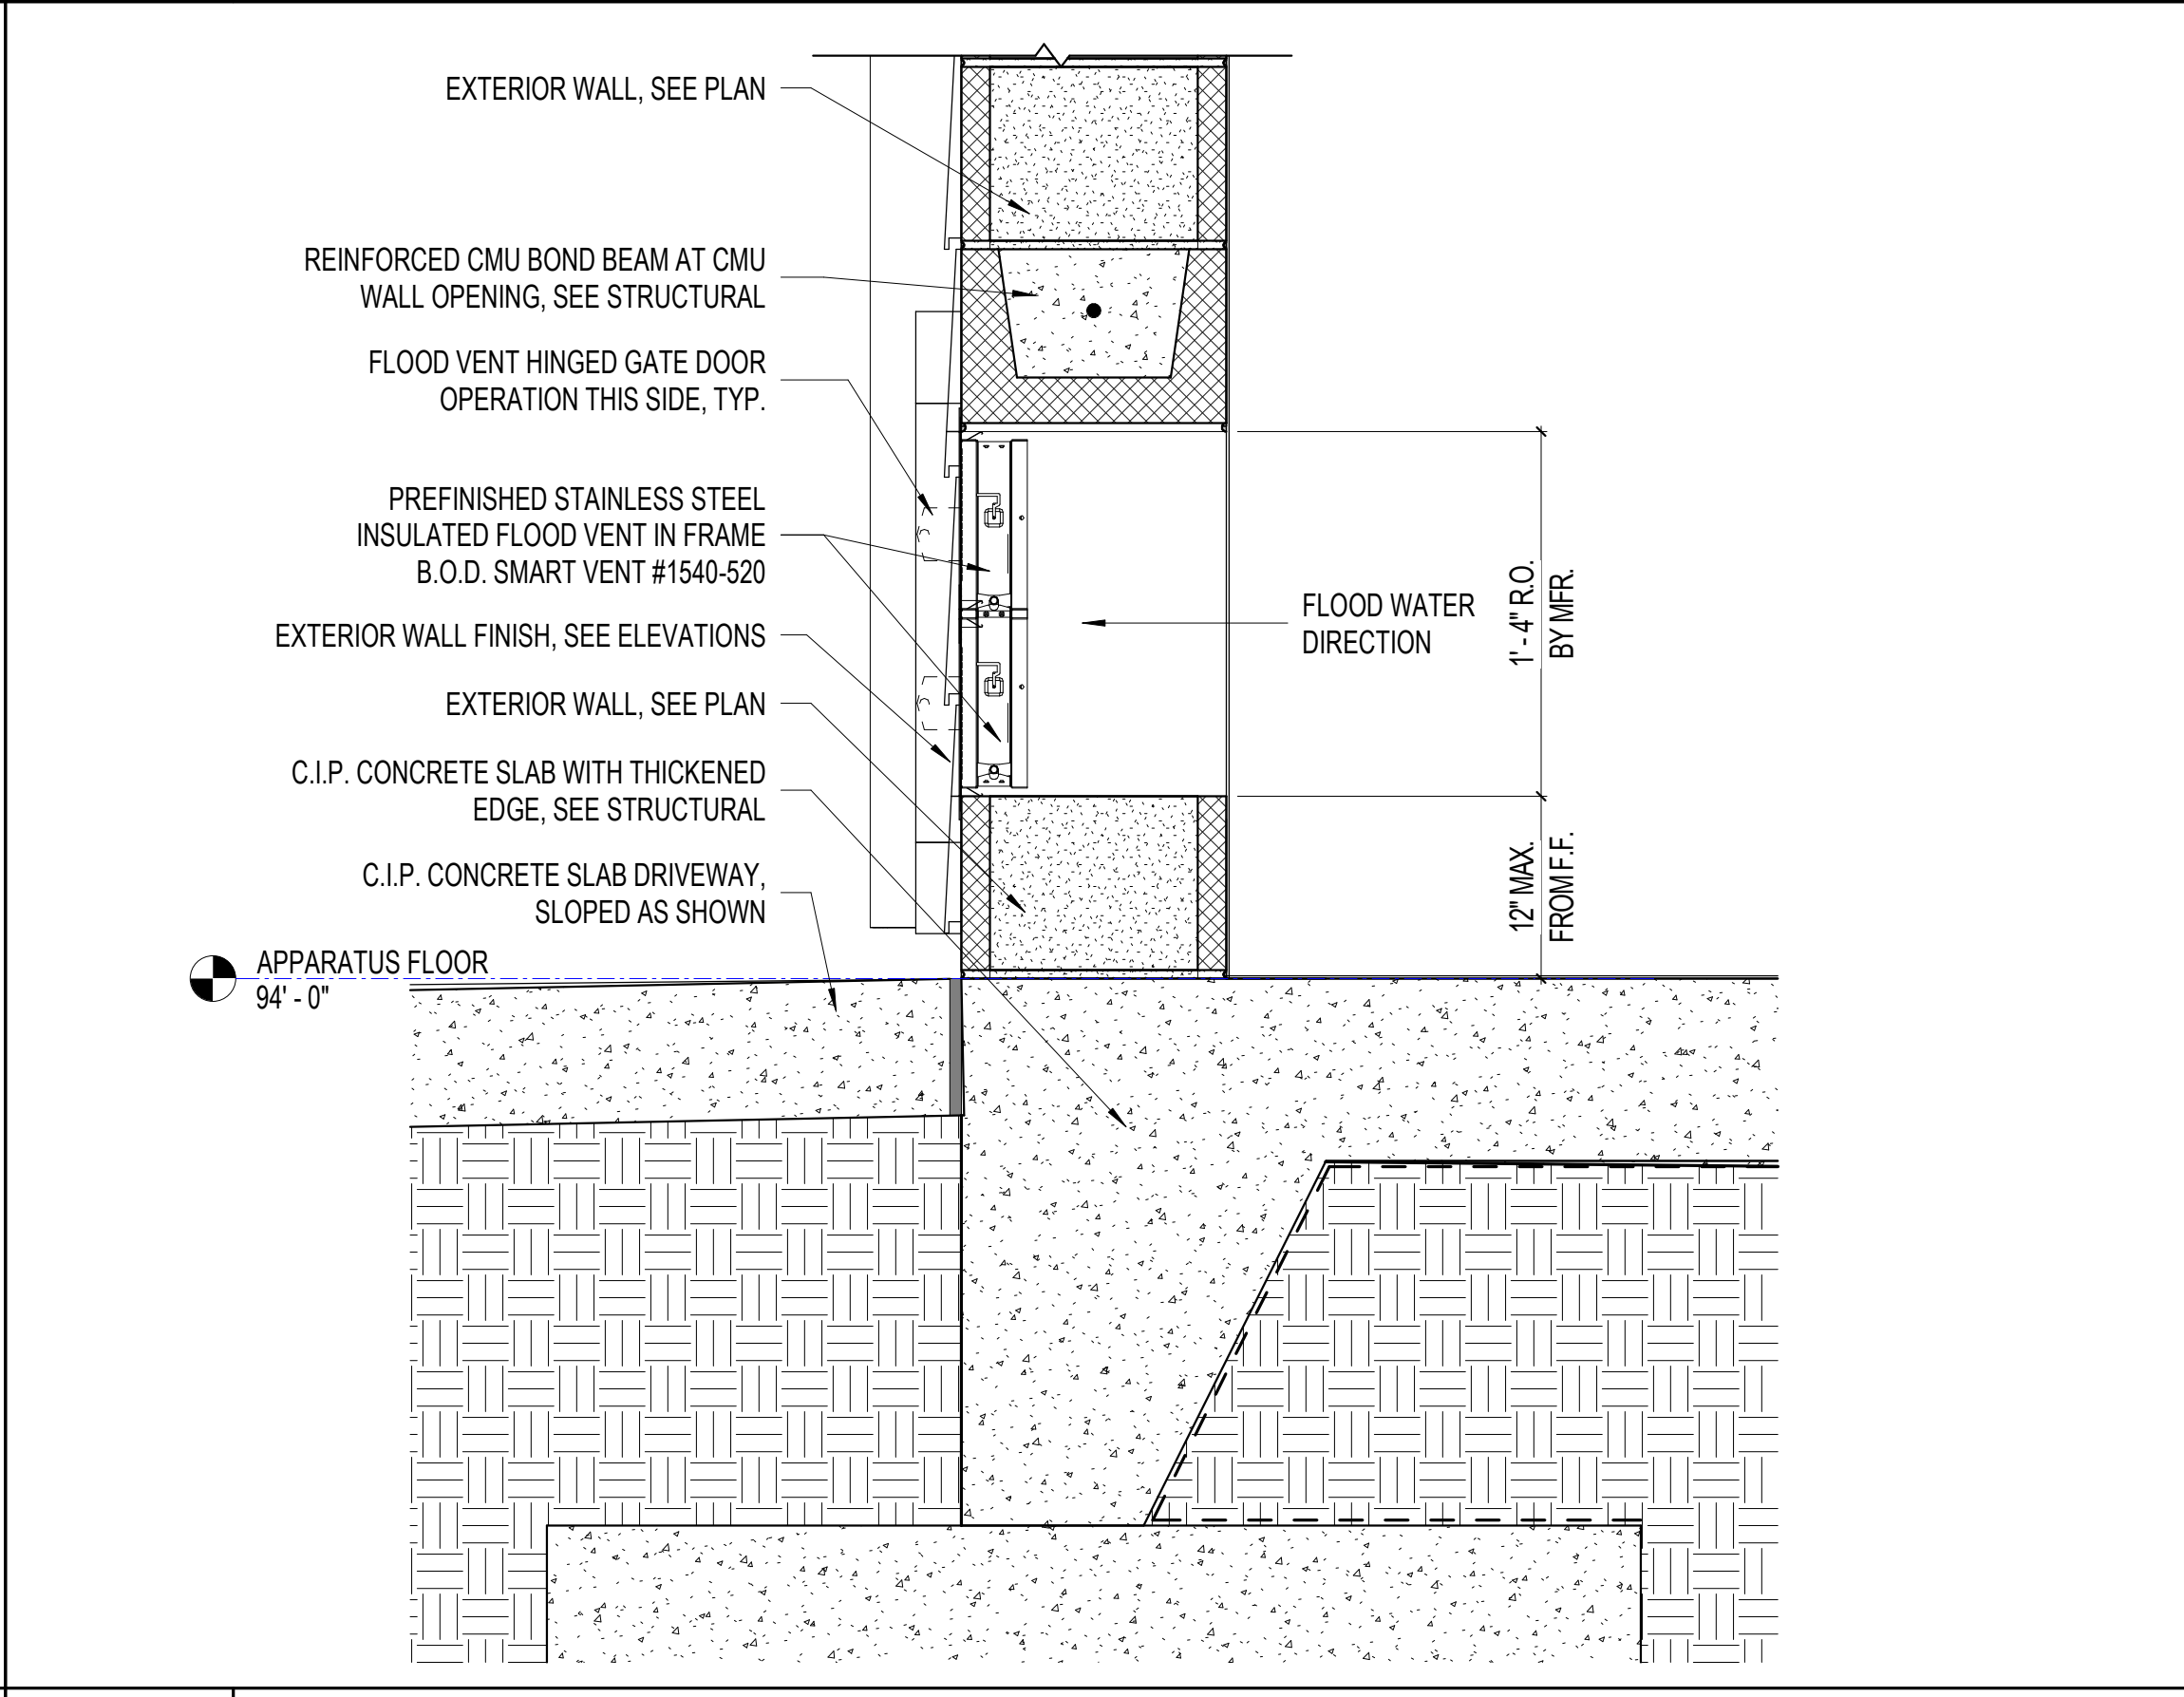 EXTERIOR WALL, SEE PLAN
REINFORCED CMU BOND BEAM AT CMU
WALL OPENING, SEE STRUCTURAL
FLOOD VENT HINGED GATE DOOR
OPERATION THIS SIDE, TYP.
PREFINISHED STAINLESS STEEL
INSULATED FLOOD VENT IN FRAME
B.O.D. SMART VENT #1540-520
EXTERIOR WALL FINISH, SEE ELEVATIONS
EXTERIOR WALL, SEE PLAN
C.I.P. CONCRETE SLAB WITH THICKENED
EDGE, SEE STRUCTURAL
C.I.P. CONCRETE SLAB DRIVEWAY,
SLOPED AS SHOWN
APPARATUS FLOOR
94' - 0"
FLOOD WATER
DIRECTION
1' - 4" R.O.
BY MFR.
12" MAX.
FROM F.F.